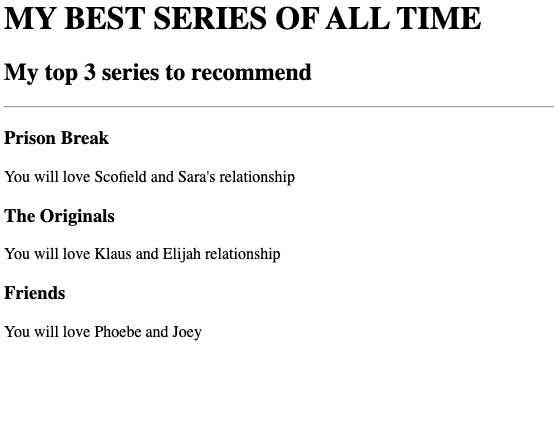 MY BEST SERIES OF ALL TIME
My top 3 series to recommend
Prison Break
You will love Scofield and Sara's relationship
The Originals
You will love Klaus and Elijah relationship
Friends
You will love Phoebe and Joey